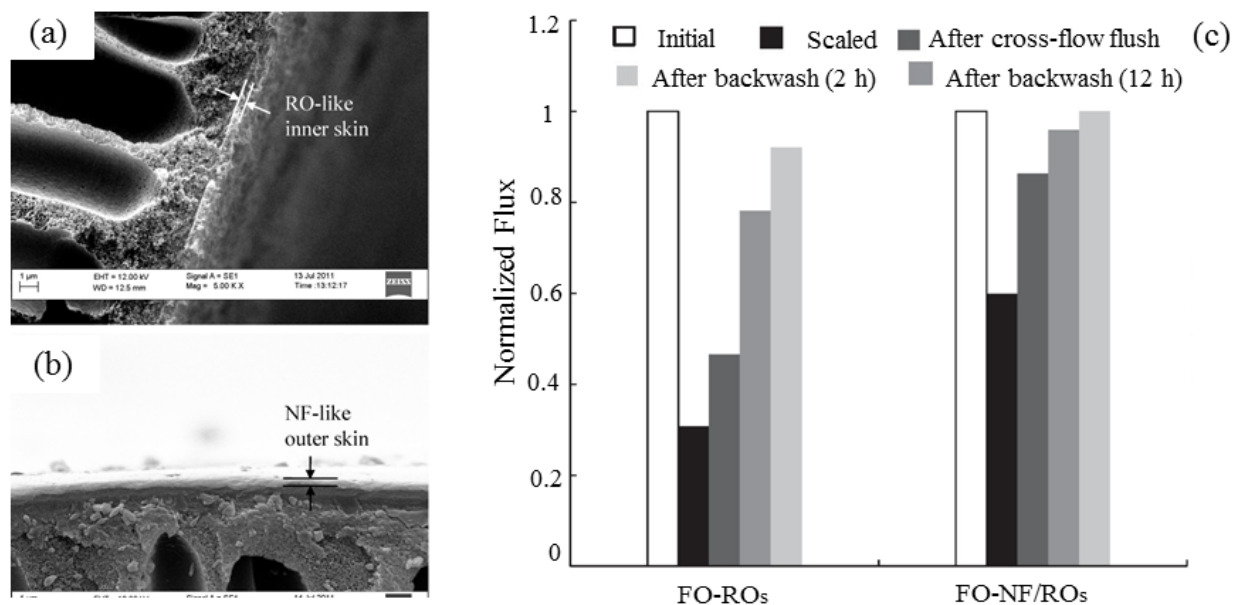 (a)
RO-like
inner skin
1 µm
EHT = 12.00 kV
WD = 12.5 mm
Signal A = SE1
Mag = 5.00 K X
13 Jul 2011
Time :13:12:17
ZEISS
(b)
NF-like
outer skin
(c)
Initial
Scaled
After cross-flow flush
After backwash (2 h)
After backwash (12 h)
Normalized Flux
1.2
1
0.8
0.6
0.4
0.2
0
FO-ROs
FO-NF/ROs